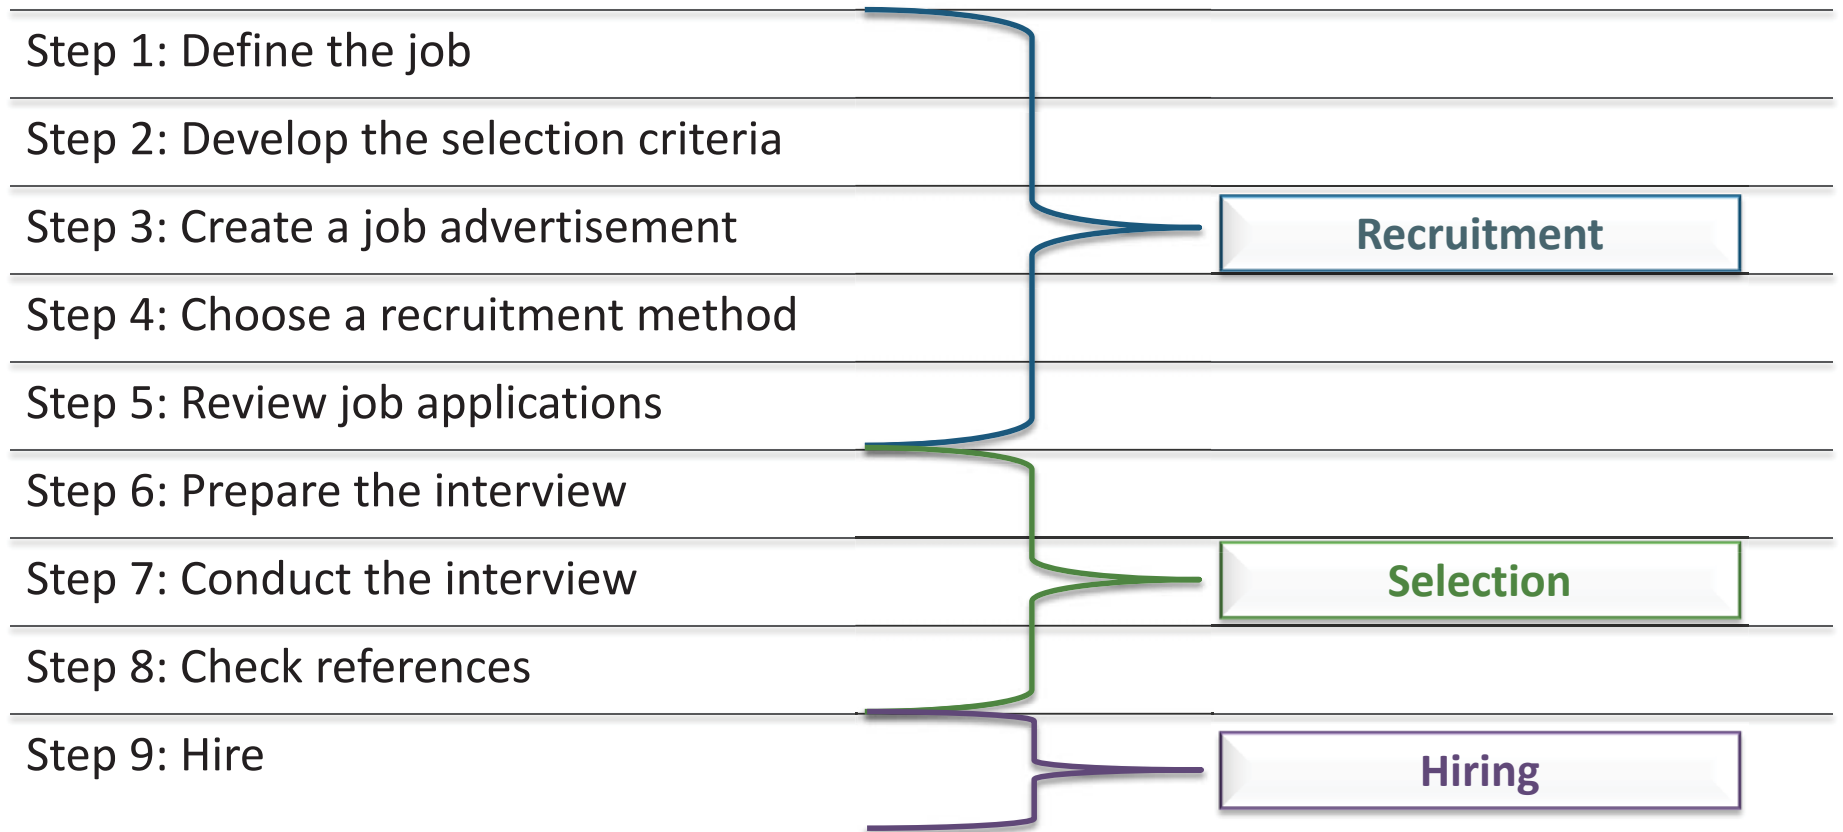 Step 1: Define the job
Step 2: Develop the selection criteria
Step 3: Create a job advertisement
Recruitment
Step 4: Choose a recruitment method
Step 5: Review job applications
Step 6: Prepare the interview
Step 7: Conduct the interview
Selection
Step 8: Check references
Step 9: Hire
Hiring